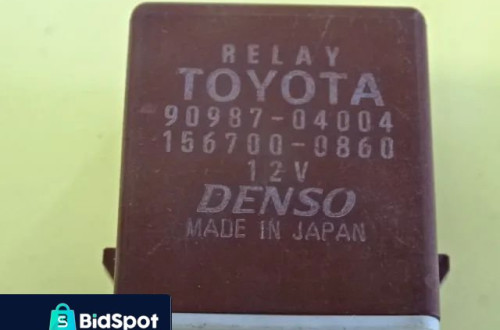 RELAY
TOYOTA
90987-04004
156700-0860
12V
DENSO
MADE IN JAPAN
S
BidSpot